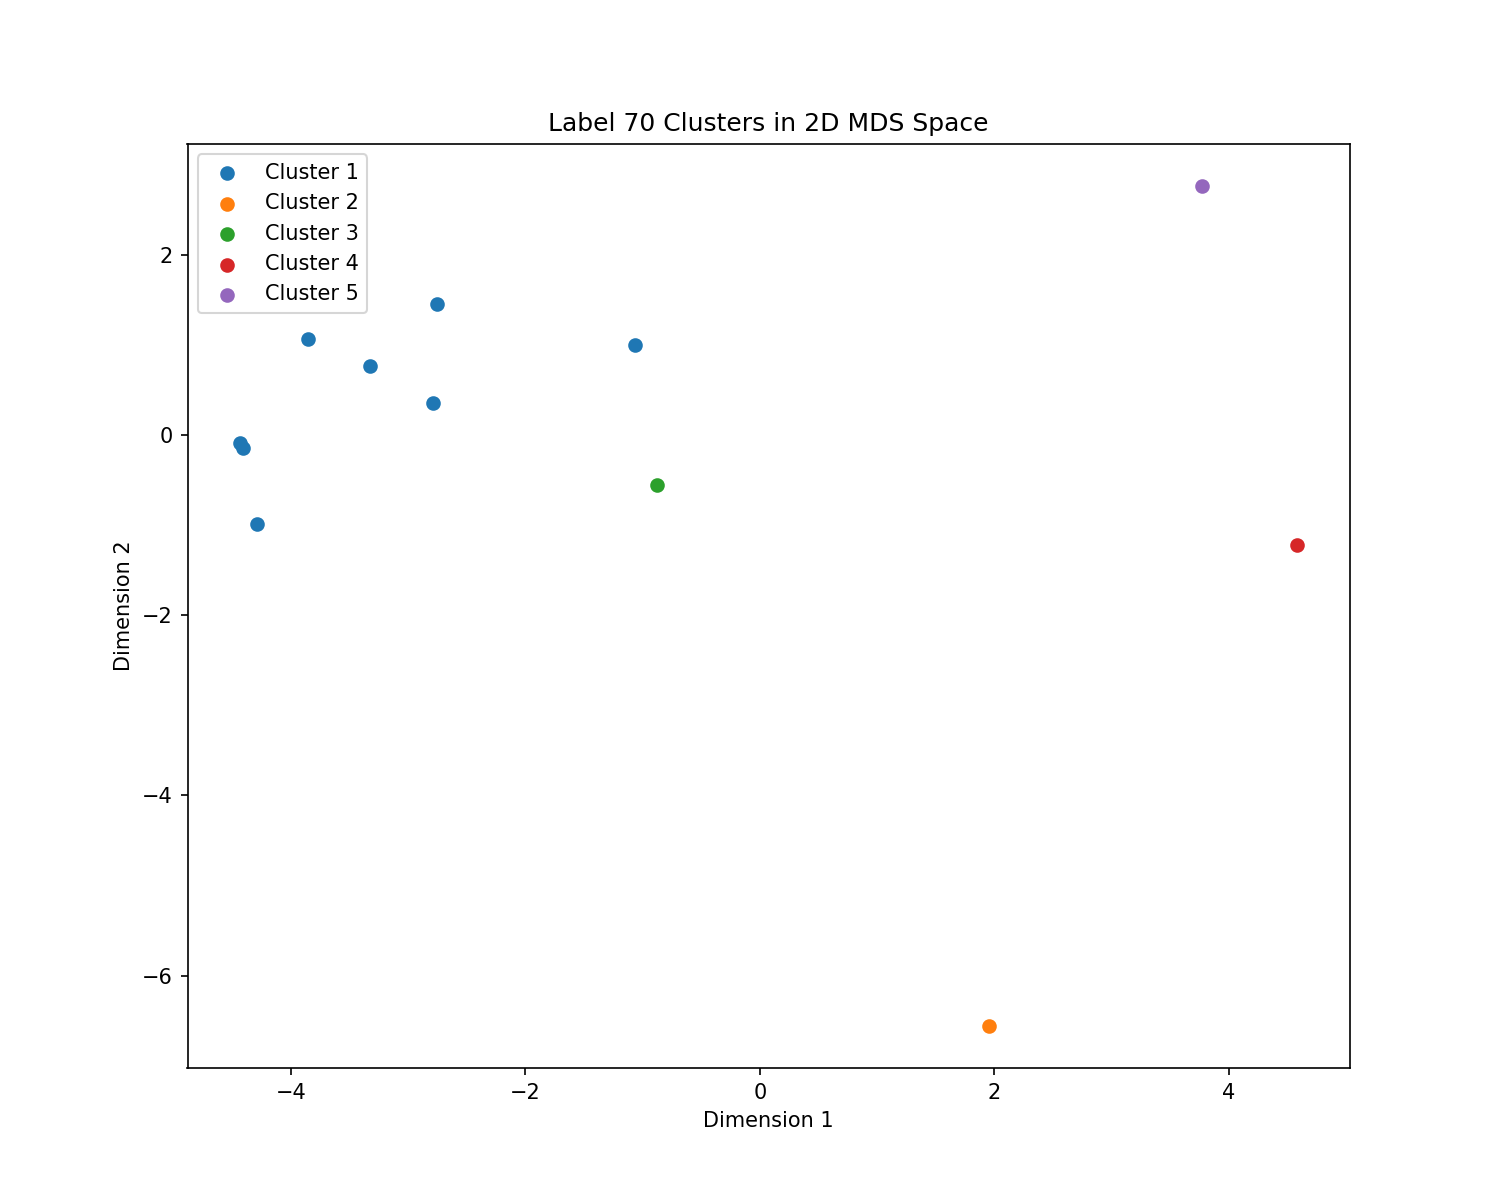 Label 70 Clusters in 2D MDS Space
Cluster 1
Cluster 2
Cluster 3
Cluster 4
Cluster 5
2
0
−2
−4
−6
Dimension 2
−4
−2
0
2
4
Dimension 1